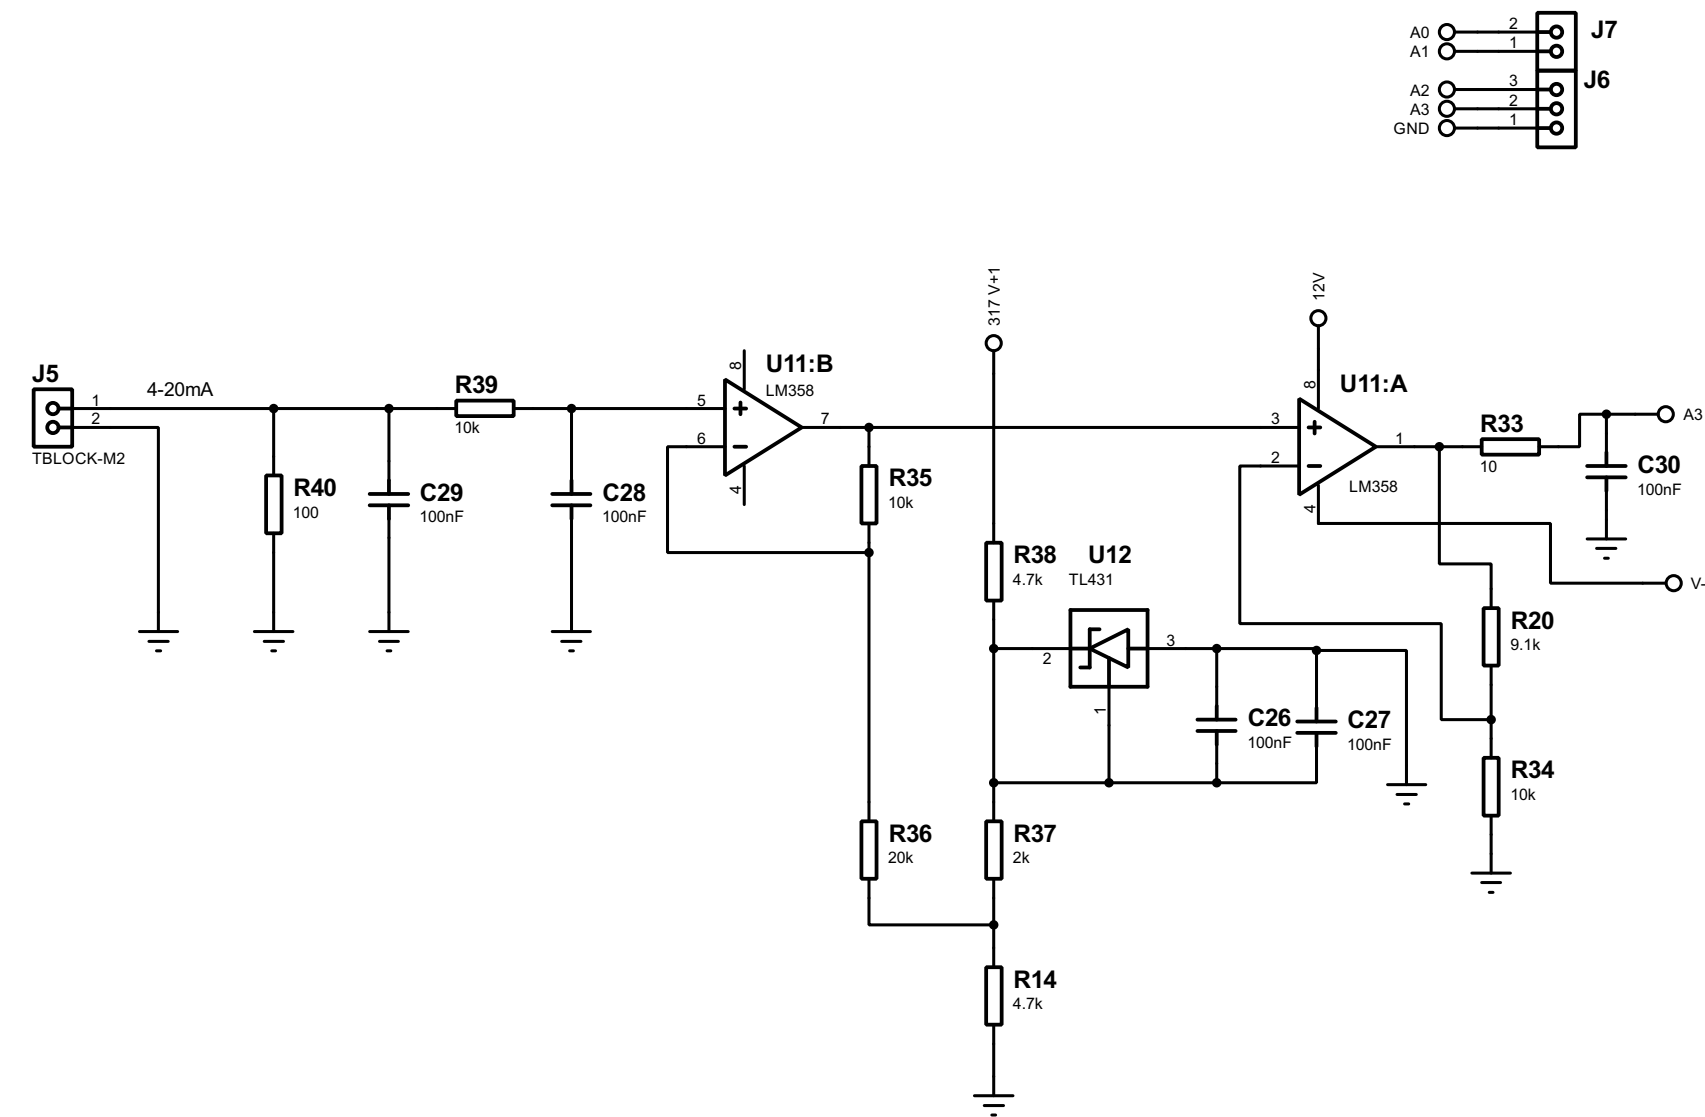 A0 2 J7
A1 1
J6
A2 3
A3 2
GND 1
317 V+1
12V
J5
1
2
TBLOCK-M2
4-20mA
R39
10k
R40
100
C29
100nF
C28
100nF
U11:B
LM358
8
5
6
7
4
R35
10k
U11:A
LM358
8
3
2
1
4
R33
10
A3
C30
100nF
V-
R38
4.7k
U12
TL431
2
3
1
R20
9.1k
C26
100nF
C27
100nF
R34
10k
R36
20k
R37
2k
R14
4.7k